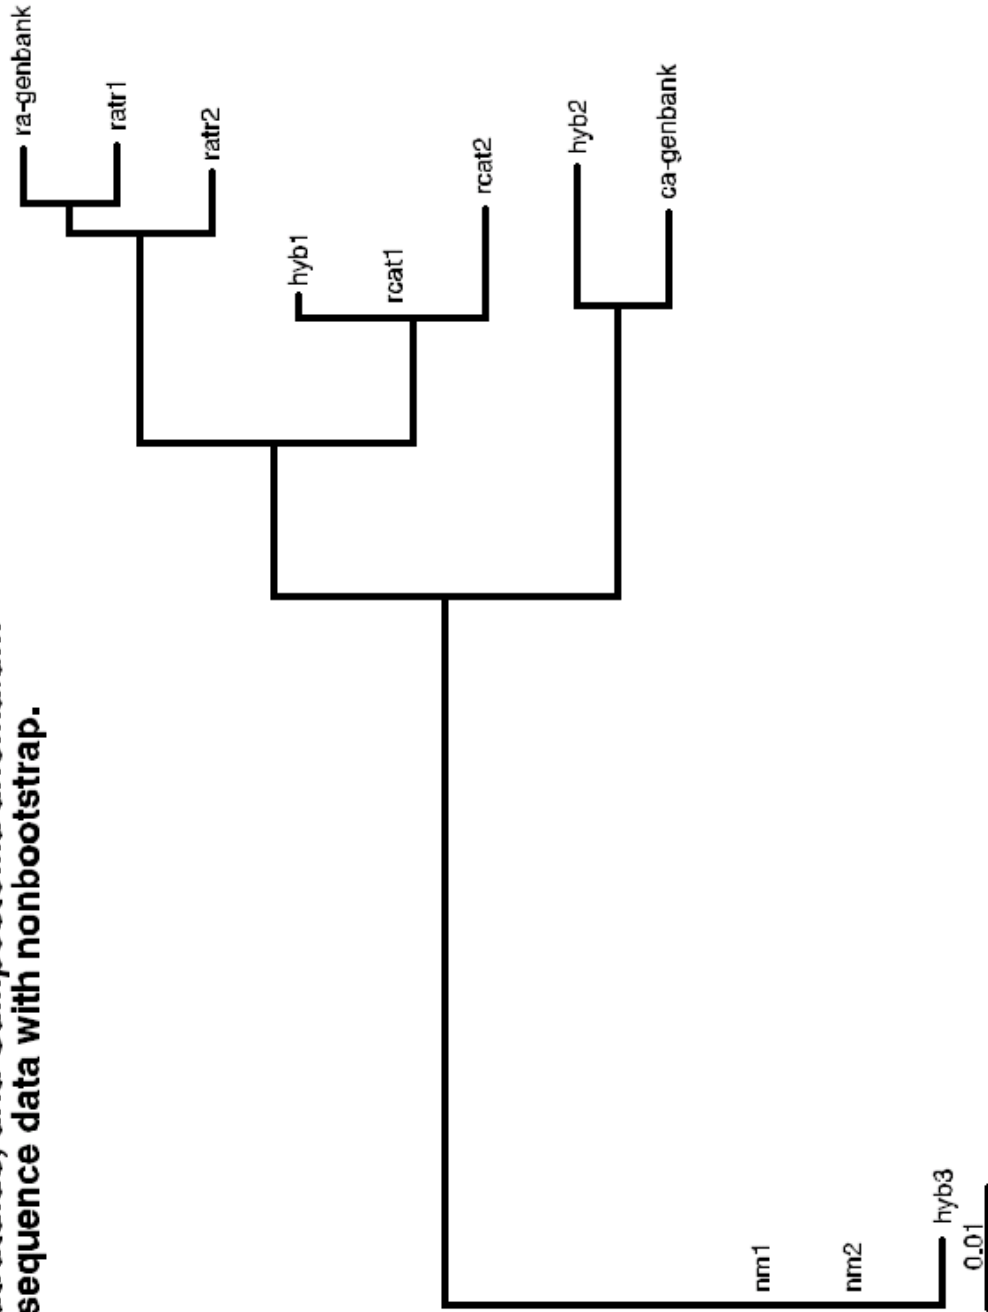 sequence data with nonbootstrap.
ra-genbank
ratr1
ratr2
hyb1
rcat1
rcat2
hyb2
ca-genbank
nm1
nm2
hyb3
0.01